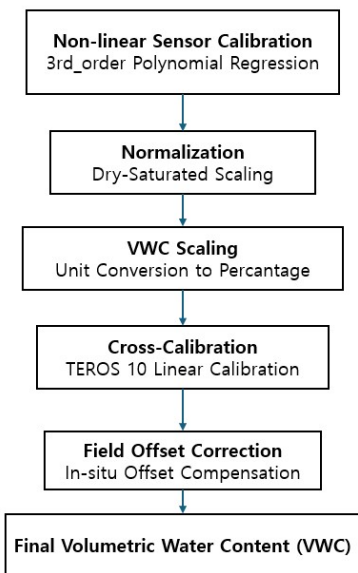 Non-linear Sensor Calibration
3rd_order Polynomial Regression
Normalization
Dry-Saturated Scaling
VWC Scaling
Unit Conversion to Percantage
Cross-Calibration
TEROS 10 Linear Calibration
Field Offset Correction
In-situ Offset Compensation
Final Volumetric Water Content (VWC)